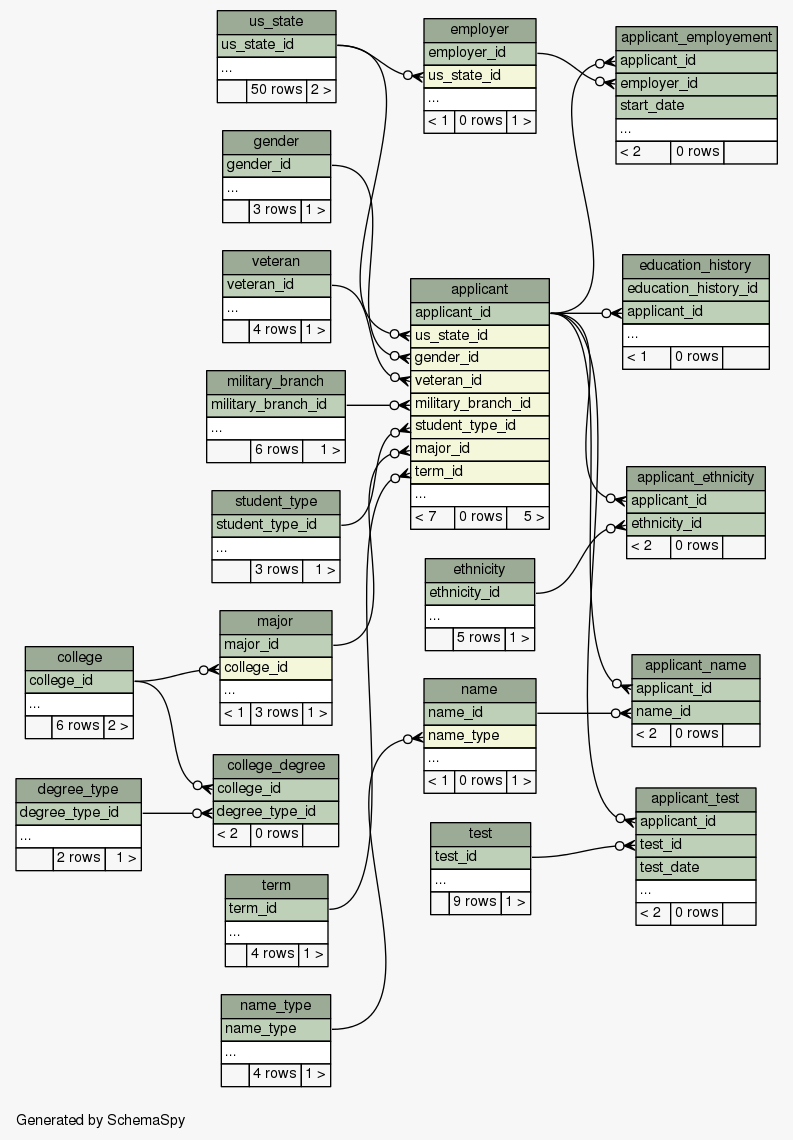 us_state
us_state_id
...
50 rows 2 >
employer
employer_id
us_state_id
...
< 1 0 rows 1 >
applicant_employement
applicant_id
employer_id
start_date
...
< 2 0 rows
gender
gender_id
...
3 rows 1 >
veteran
veteran_id
...
4 rows 1 >
applicant
applicant_id
us_state_id
gender_id
veteran_id
military_branch_id
student_type_id
major_id
term_id
...
< 7 0 rows 5 >
education_history
education_history_id
applicant_id
...
< 1 0 rows
military_branch
military_branch_id
...
6 rows 1 >
applicant_ethnicity
applicant_id
ethnicity_id
< 2 0 rows
student_type
student_type_id
...
3 rows 1 >
ethnicity
ethnicity_id
...
5 rows 1 >
major
major_id
college_id
...
< 1 3 rows 1 >
college
college_id
...
6 rows 2 >
name
name_id
name_type
...
< 1 0 rows 1 >
applicant_name
applicant_id
name_id
< 2 0 rows
college_degree
college_id
degree_type_id
< 2 0 rows
degree_type
degree_type_id
...
2 rows 1 >
test
test_id
...
9 rows 1 >
applicant_test
applicant_id
test_id
test_date
...
< 2 0 rows
term
term_id
...
4 rows 1 >
name_type
name_type
...
4 rows 1 >
Generated by SchemaSpy